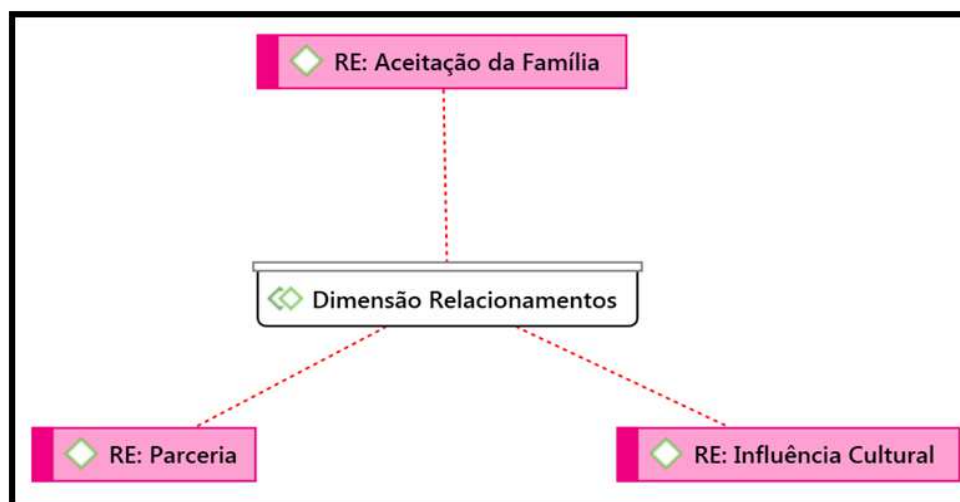 RE: Aceitação da Família
Dimensão Relacionamentos
RE: Parceria
RE: Influência Cultural